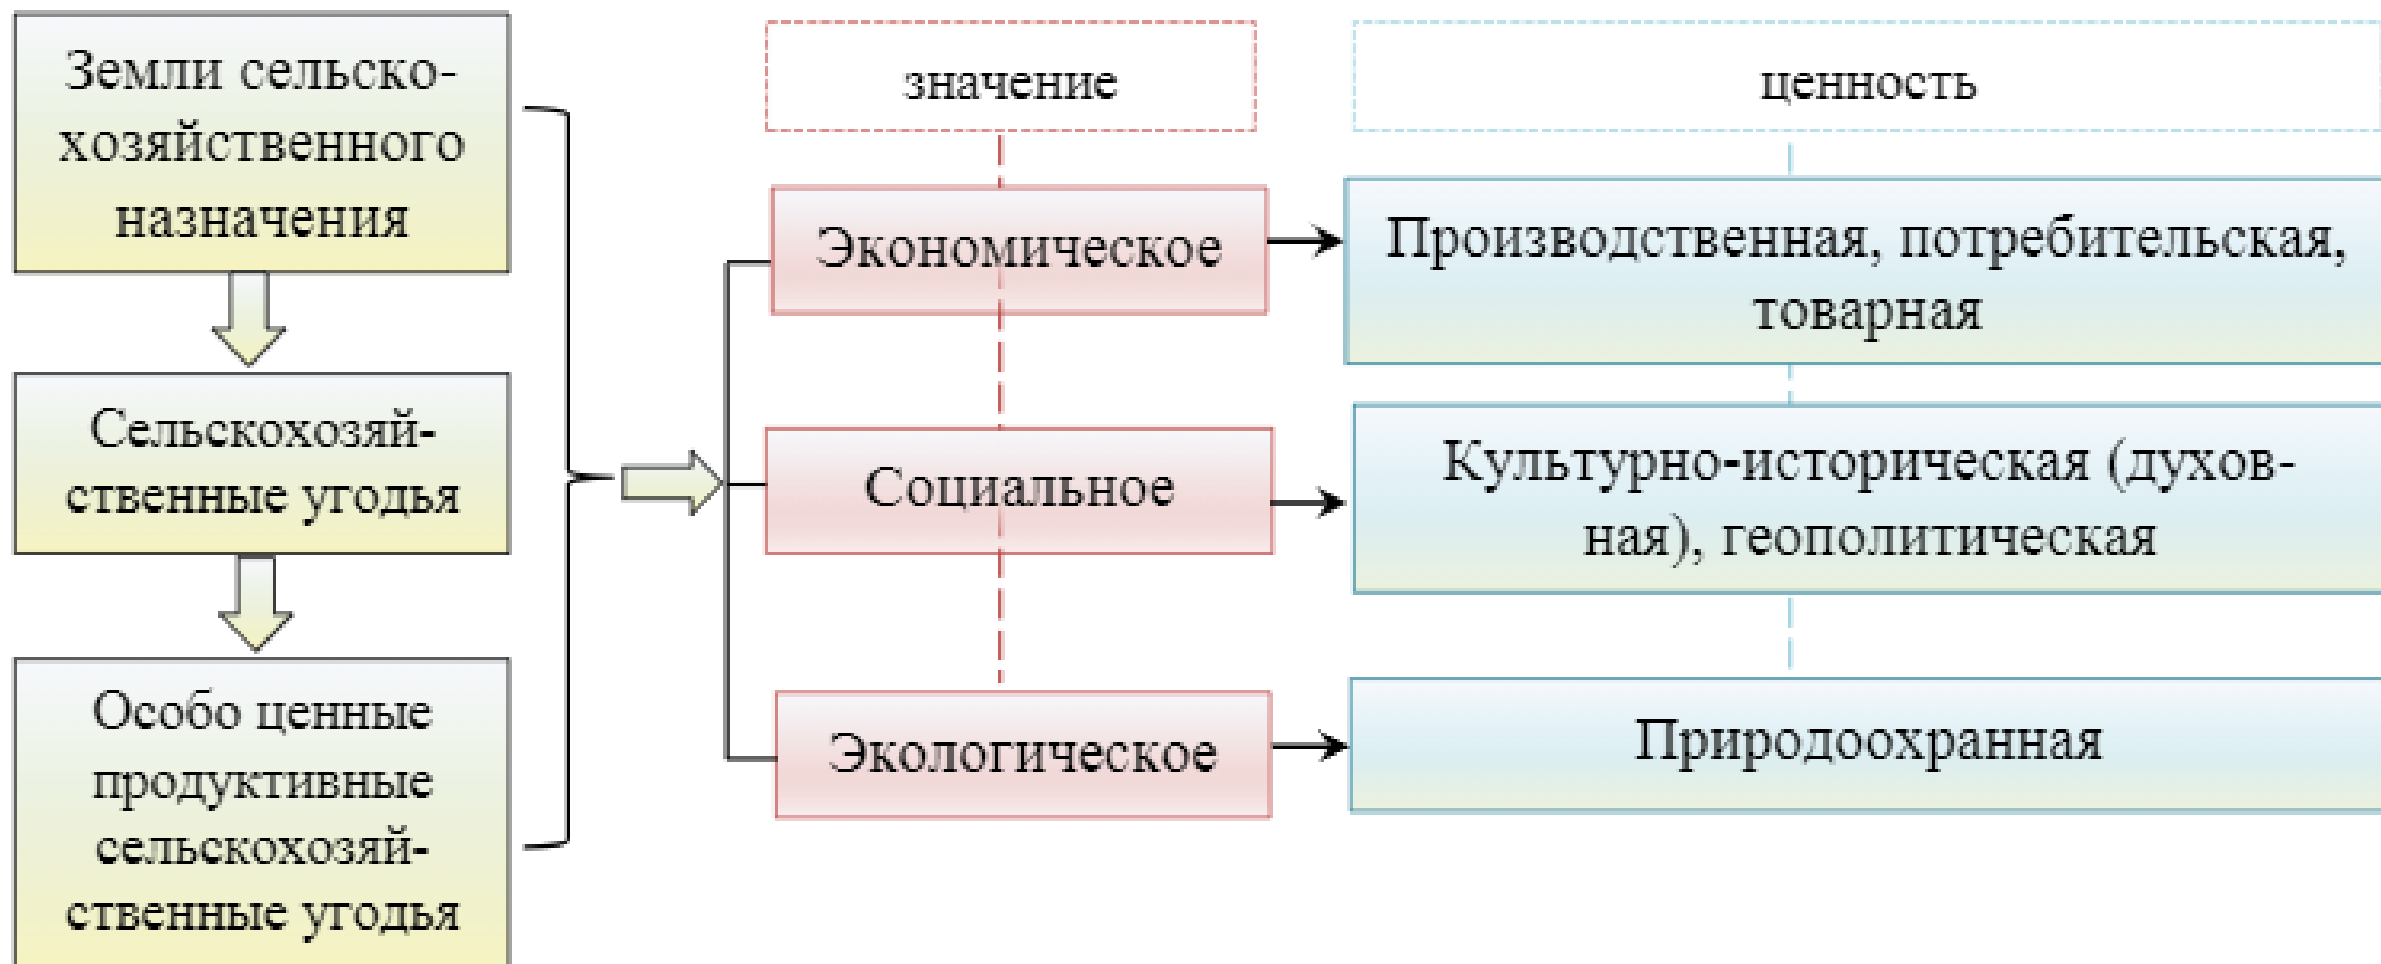 Земли сельско-
хозяйственного
назначения
Сельскохозяй-
ственные угодья
Особо ценные
продуктивные
сельскохозяй-
ственные угодья
значение
Экономическое
Социальное
Экологическое
ценность
Производственная, потребительская,
товарная
Культурно-историческая (духов-
ная), геополитическая
Природоохранная